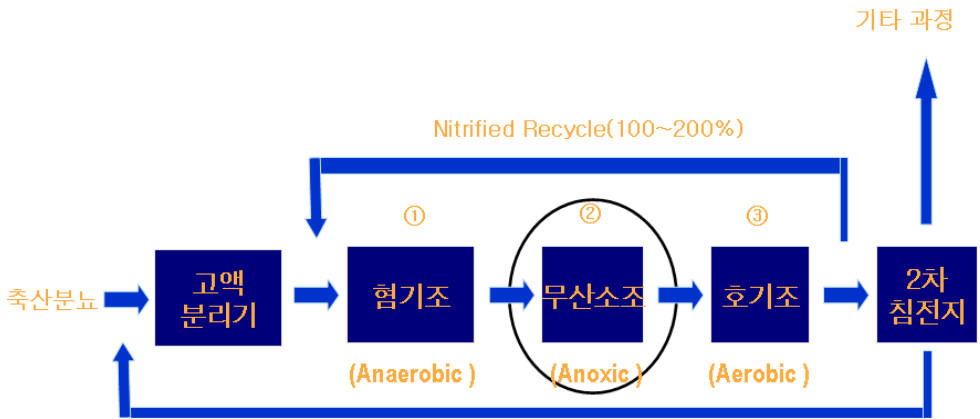 기타 과정
Nitrified Recycle(100~200%)
① ② ③
축산분뇨
고액
분리기
혐기조
무산소조
호기조
2차
침전지
(Anaerobic )
(Anoxic )
(Aerobic )